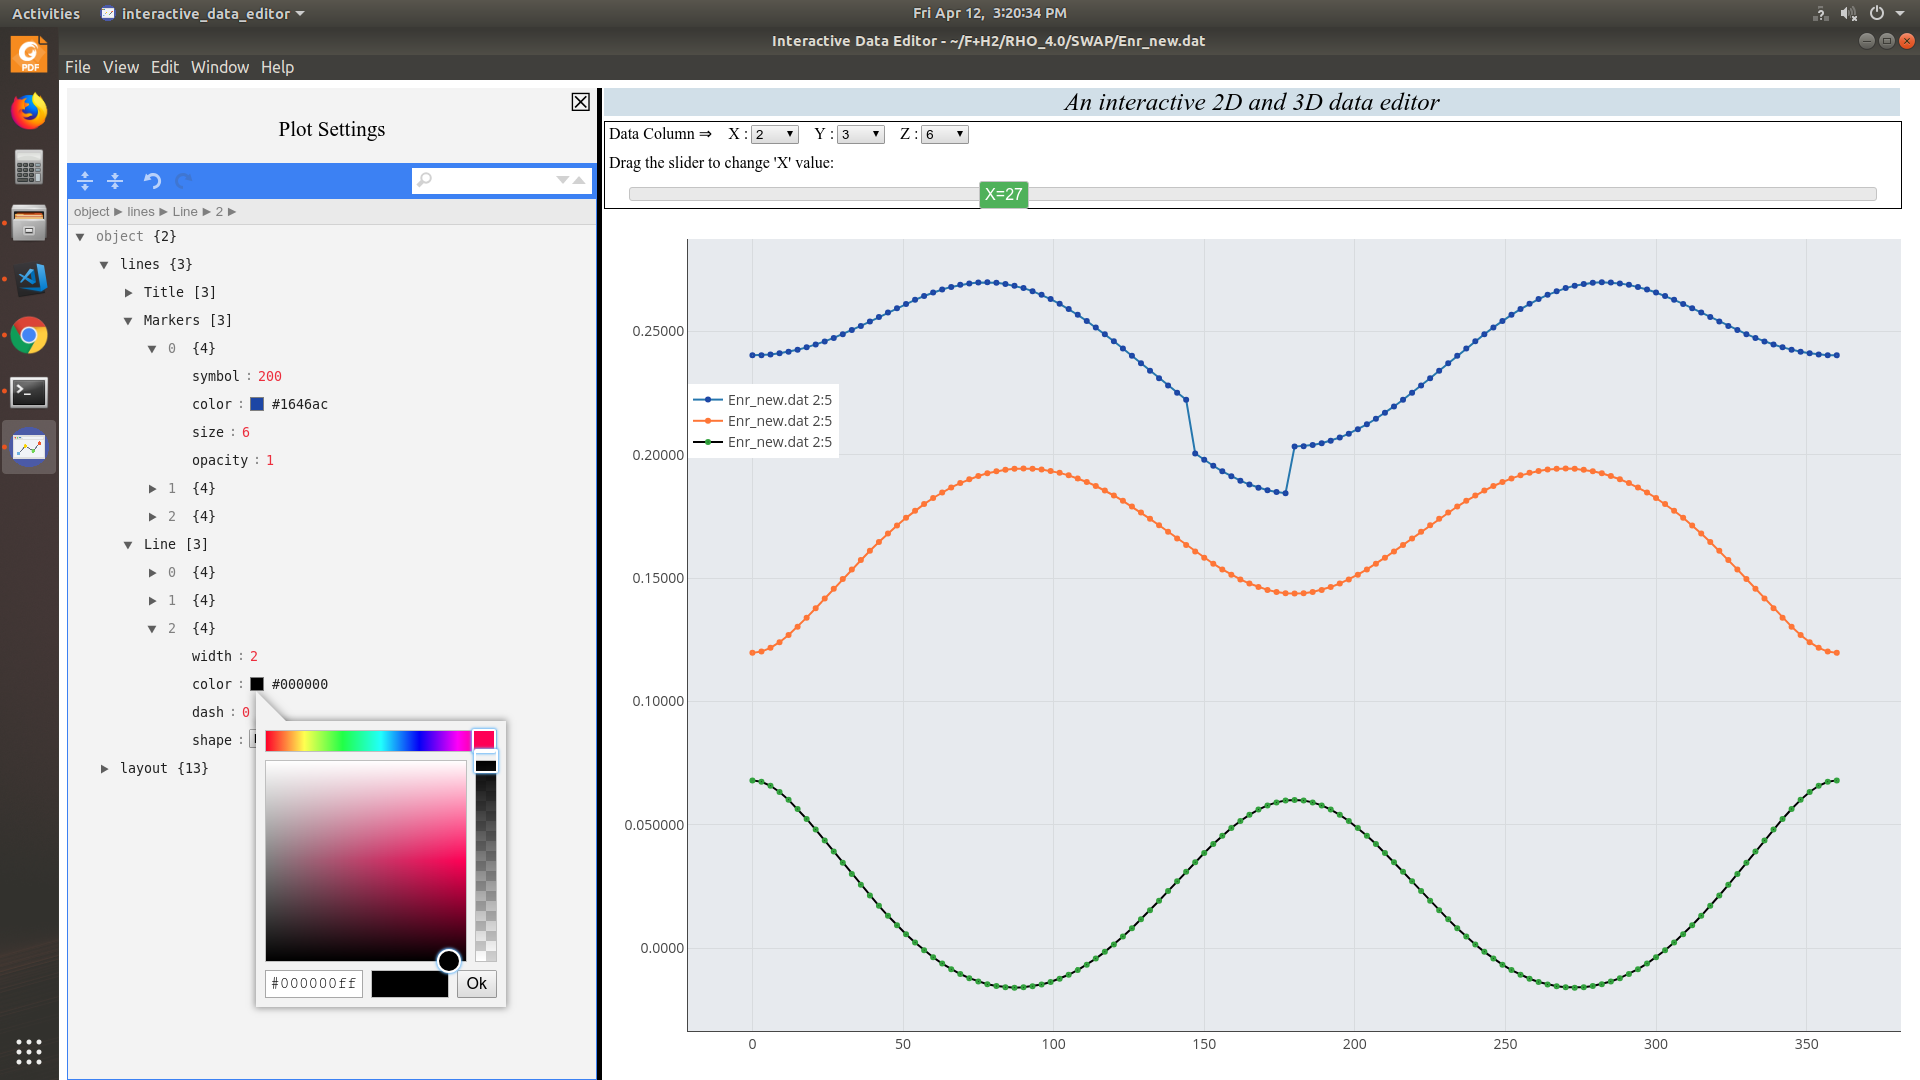 Activities interactive_data_editor Fri Apr 12, 3:20:34 PM
Interactive Data Editor - ~/F+H2/RHO_4.0/SWAP/Enr_new.dat
File View Edit Window Help
PDF
Plot Settings
object ▶ lines ▶ Line ▶ 2 ▶
object {2}
lines {3}
Title [3]
Markers [3]
0 {4}
symbol : 200
color : #1646ac
size : 6
opacity : 1
1 {4}
2 {4}
Line [3]
0 {4}
1 {4}
2 {4}
width : 2
color : #000000
dash : 0
shape :
layout {13}
#000000ff
Ok
An interactive 2D and 3D data editor
Data Column ⇒ X : 2 Y : 3 Z : 6
Drag the slider to change 'X' value:
X=27
0.25000
0.20000
0.15000
0.10000
0.050000
0.0000
Enr_new.dat 2:5
Enr_new.dat 2:5
Enr_new.dat 2:5
0 50 100 150 200 250 300 350